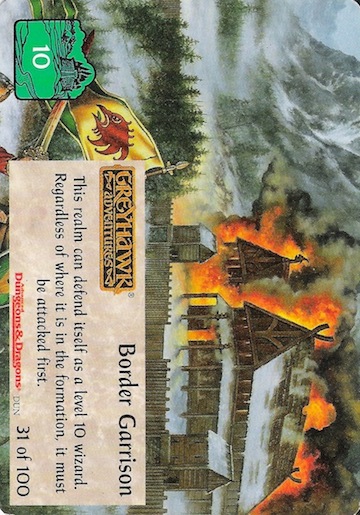 10
GREYHAWK®
ADVENTURES
Border Garrison
This realm can defend itself as a level 10 wizard.
Regardless of where it is in the formation, it must
be attacked first.
Dungeons&Dragons®
DUN
31 of 100